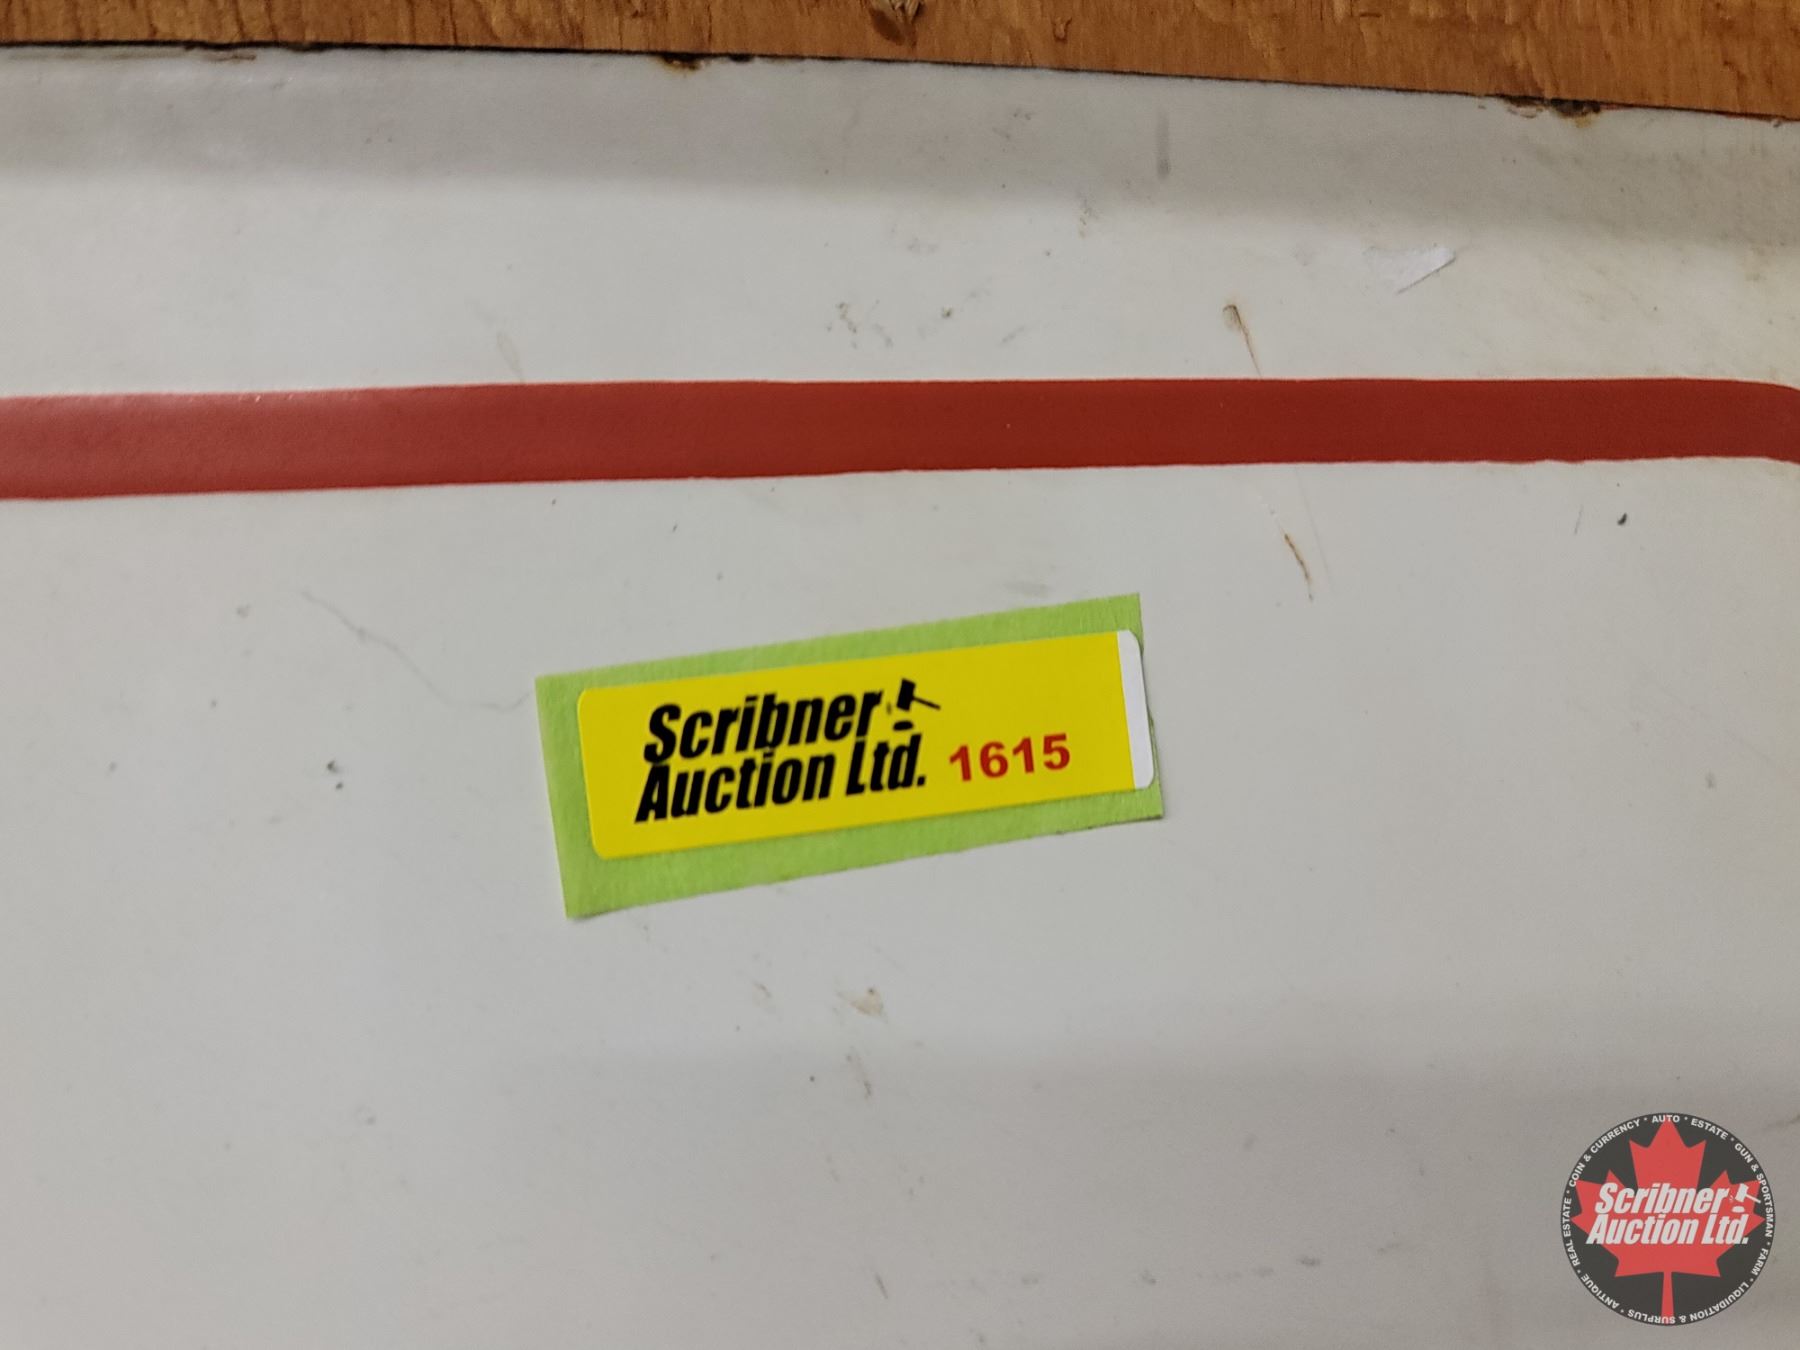 Scribner
Auction Ltd. 1615
COIN & CURRENCY * AUTO * ESTATE * GUN & SPORTSMAN * FARM * LIQUIDATION & SURPLUS * ANTIQUE * REAL ESTATE *
Scribner
Auction Ltd.